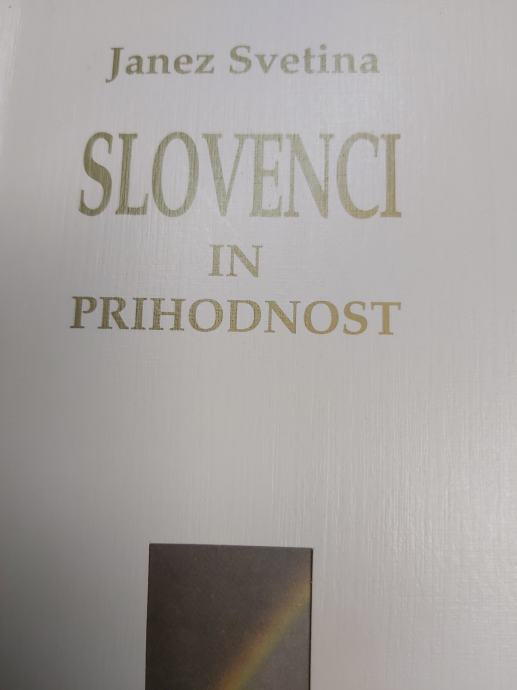 Janez Svetina
SLOVENCI
IN
PRIHODNOST